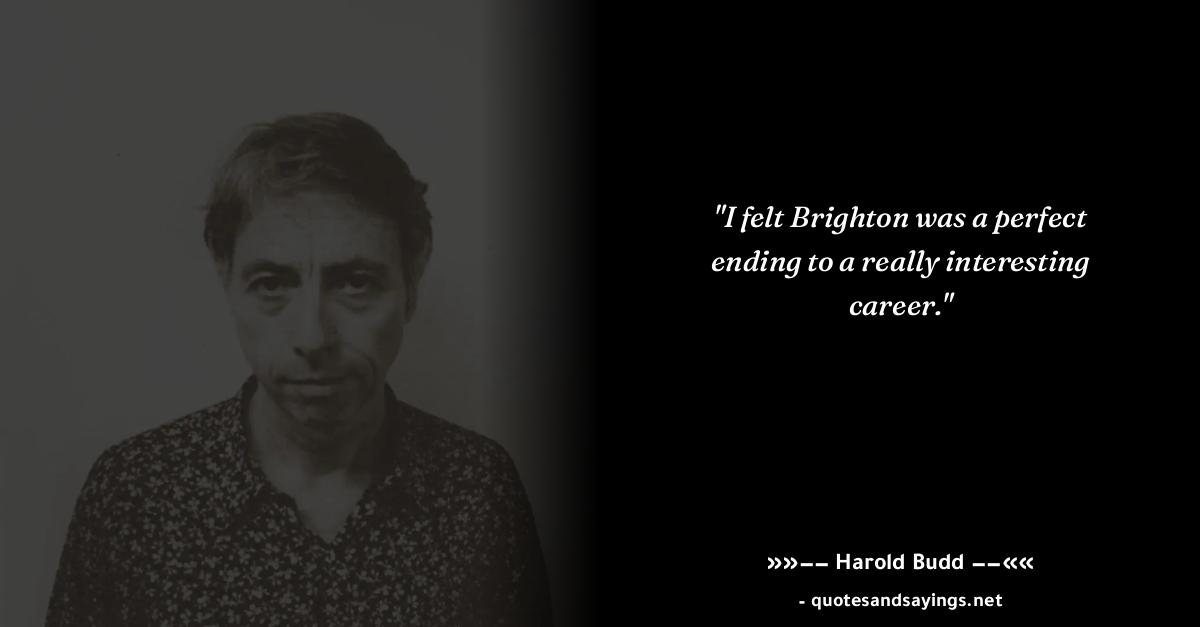 "I felt Brighton was a perfect
ending to a really interesting
career."
»»–– Harold Budd ––««
- quotesandsayings.net